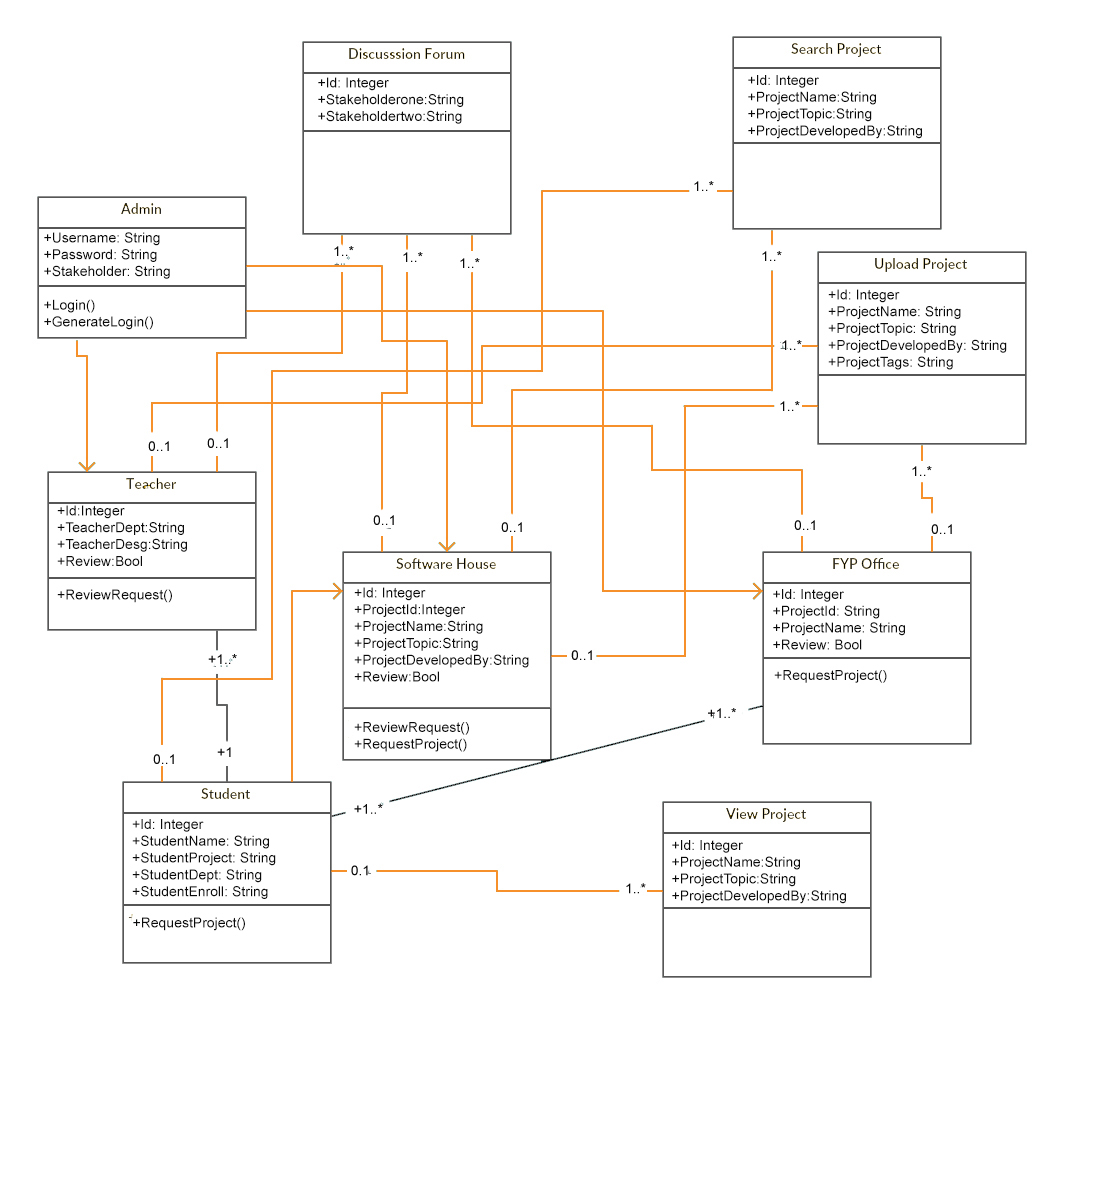 Discusssion Forum
+Id: Integer
+Stakeholderone:String
+Stakeholdertwo:String
Search Project
+Id: Integer
+ProjectName:String
+ProjectTopic:String
+ProjectDevelopedBy:String
1..*
Admin
+Username: String
+Password: String
+Stakeholder: String
+Login()
+GenerateLogin()
1..*
1..*
1..*
1..*
Upload Project
+Id: Integer
+ProjectName: String
+ProjectTopic: String
+ProjectDevelopedBy: String
+ProjectTags: String
1..*
1..*
0..1
0..1
1..*
Teacher
+Id:Integer
+TeacherDept:String
+TeacherDesg:String
+Review:Bool
+ReviewRequest()
0..1
0..1
0..1
0..1
Software House
+Id: Integer
+ProjectId:Integer
+ProjectName:String
+ProjectTopic:String
+ProjectDevelopedBy:String
+Review:Bool
+ReviewRequest()
+RequestProject()
FYP Office
+Id: Integer
+ProjectId: String
+ProjectName: String
+Review: Bool
+RequestProject()
+1..*
0..1
+1..*
0..1
+1
+1..*
Student
+Id: Integer
+StudentName: String
+StudentProject: String
+StudentDept: String
+StudentEnroll: String
+RequestProject()
0.1
1..*
View Project
+Id: Integer
+ProjectName:String
+ProjectTopic:String
+ProjectDevelopedBy:String